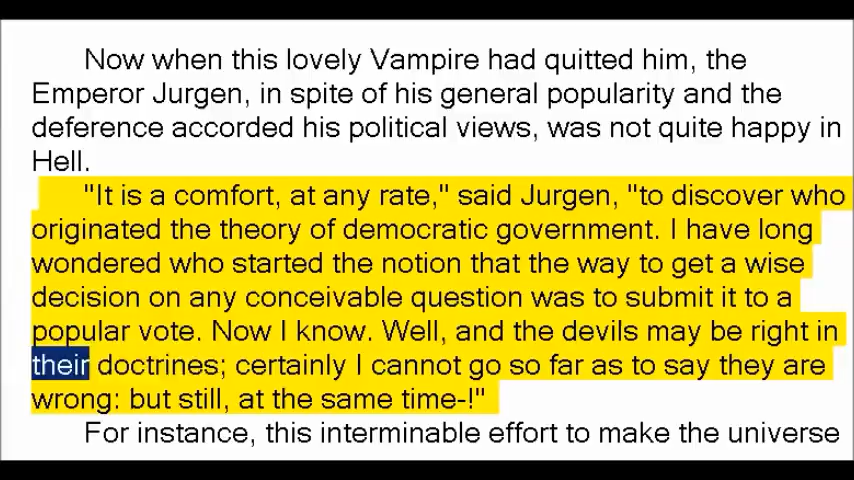 Now when this lovely Vampire had quitted him, the
Emperor Jurgen, in spite of his general popularity and the
deference accorded his political views, was not quite happy in
Hell.
"It is a comfort, at any rate," said Jurgen, "to discover who
originated the theory of democratic government. I have long
wondered who started the notion that the way to get a wise
decision on any conceivable question was to submit it to a
popular vote. Now I know. Well, and the devils may be right in
their doctrines; certainly I cannot go so far as to say they are
wrong: but still, at the same time-!"
For instance, this interminable effort to make the universe